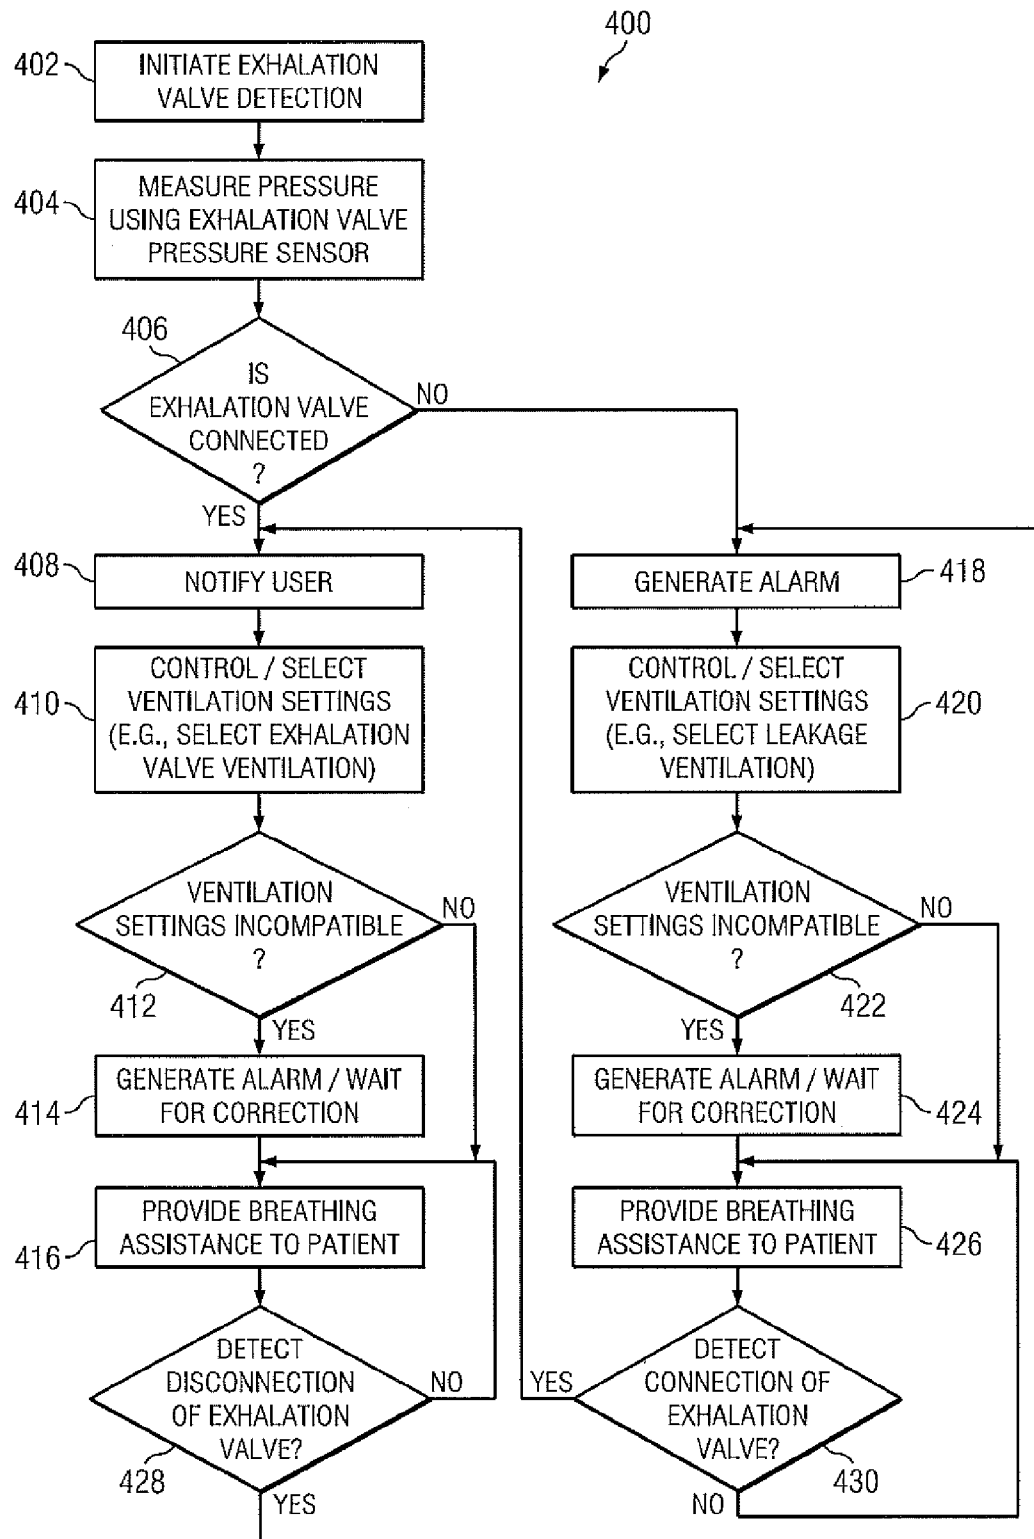 400
402
INITIATE EXHALATION
VALVE DETECTION
404
MEASURE PRESSURE
USING EXHALATION VALVE
PRESSURE SENSOR
406
IS
EXHALATION VALVE
CONNECTED
?
NO
YES
408
NOTIFY USER
410
CONTROL / SELECT
VENTILATION SETTINGS
(E.G., SELECT EXHALATION
VALVE VENTILATION)
VENTILATION
SETTINGS INCOMPATIBLE
?
NO
412
YES
414
GENERATE ALARM / WAIT
FOR CORRECTION
416
PROVIDE BREATHING
ASSISTANCE TO PATIENT
DETECT
DISCONNECTION
OF EXHALATION
VALVE?
NO
428
YES
GENERATE ALARM
418
CONTROL / SELECT
VENTILATION SETTINGS
(E.G., SELECT LEAKAGE
VENTILATION)
420
VENTILATION
SETTINGS INCOMPATIBLE
?
NO
422
YES
GENERATE ALARM / WAIT
FOR CORRECTION
424
PROVIDE BREATHING
ASSISTANCE TO PATIENT
426
DETECT
CONNECTION OF
EXHALATION
VALVE?
YES
430
NO